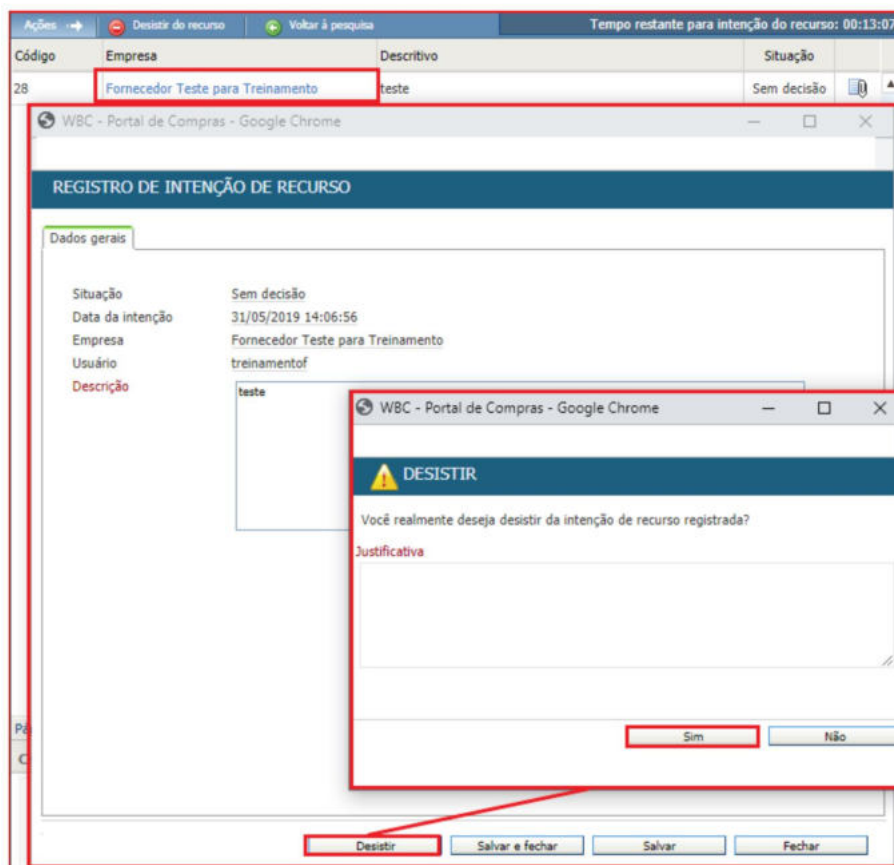 Ações Desistir do recurso Voltar à pesquisa Tempo restante para intenção do recurso: 00:13:07
Código Empresa Descritivo Situação
28 Fornecedor Teste para Treinamento teste Sem decisão
WBC - Portal de Compras - Google Chrome
REGISTRO DE INTENÇÃO DE RECURSO
Dados gerais
Situação Sem decisão
Data da intenção 31/05/2019 14:06:56
Empresa Fornecedor Teste para Treinamento
Usuário treinamentof
Descrição teste
WBC - Portal de Compras - Google Chrome
DESISTIR
Você realmente deseja desistir da intenção de recurso registrada?
Justificativa
Sim Não
Desistir Salvar e fechar Salvar Fechar